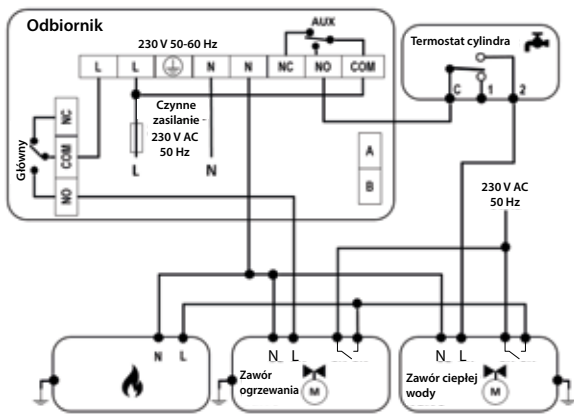 Odbiornik
230 V 50-60 Hz
AUX
L L N N NC NO COM
Termostat cylindra
C 1 2
Główny
NC
COM
NO
Czynne
zasilanie
230 V AC
50 Hz
L N
A
B
230 V AC
50 Hz
N L
N L
Zawór
ogrzewania
M
N L
Zawór ciepłej
wody
M